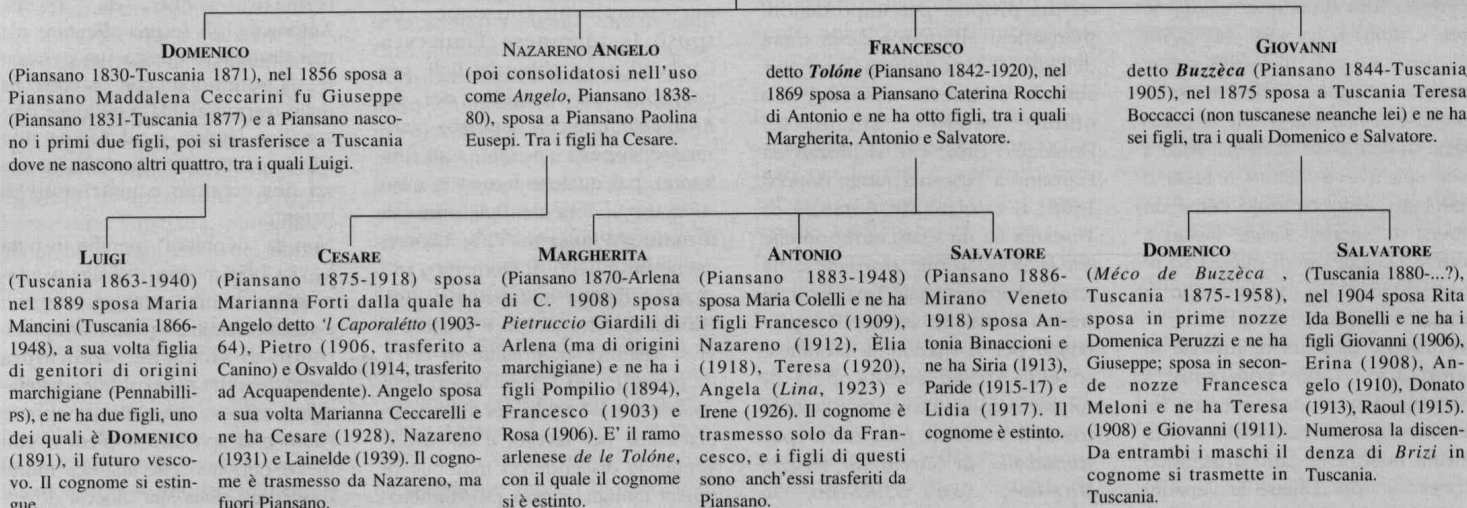 DOMENICO
(Piansano 1830-Tuscania 1871), nel 1856 sposa a
Piansano Maddalena Ceccarini fu Giuseppe
(Piansano 1831-Tuscania 1877) e a Piansano nasco-
no i primi due figli, poi si trasferisce a Tuscania
dove ne nascono altri quattro, tra i quali Luigi.
NAZARENO ANGELO
(poi consolidatosi nell'uso
come Angelo, Piansano 1838-
80), sposa a Piansano Paolina
Eusepi. Tra i figli ha Cesare.
FRANCESCO
detto Tolóne (Piansano 1842-1920), nel
1869 sposa a Piansano Caterina Rocchi
di Antonio e ne ha otto figli, tra i quali
Margherita, Antonio e Salvatore.
GIOVANNI
detto Buzzèca (Piansano 1844-Tuscania
1905), nel 1875 sposa a Tuscania Teresa
Boccacci (non tuscanese neanche lei) e ne ha
sei figli, tra i quali Domenico e Salvatore.
LUIGI
(Tuscania 1863-1940)
nel 1889 sposa Maria
Mancini (Tuscania 1866-
1948), a sua volta figlia
di genitori di origini
marchigiane (Pennabilli-
PS), e ne ha due figli, uno
dei quali è DOMENICO
(1891), il futuro vesco-
vo. Il cognome si estin-
gue.
CESARE
(Piansano 1875-1918) sposa
Marianna Forti dalla quale ha
Angelo detto 'l Caporalétto (1903-
64), Pietro (1906, trasferito a
Canino) e Osvaldo (1914, trasferito
ad Acquapendente). Angelo sposa
a sua volta Marianna Ceccarelli e
ne ha Cesare (1928), Nazareno
(1931) e Lainelde (1939). Il cogno-
me è trasmesso da Nazareno, ma
fuori Piansano.
MARGHERITA
(Piansano 1870-Arlena
di C. 1908) sposa
Pietruccio Giardili di
Arlena (ma di origini
marchigiane) e ne ha i
figli Pompilio (1894),
Francesco (1903) e
Rosa (1906). E' il ramo
arlenese de le Tolóne,
con il quale il cognome
si è estinto.
ANTONIO
(Piansano 1883-1948)
sposa Maria Colelli e ne ha
i figli Francesco (1909),
Nazareno (1912), Èlia
(1918), Teresa (1920),
Angela (Lina, 1923) e
Irene (1926). Il cognome è
trasmesso solo da Fran-
cesco, e i figli di questi
sono anch'essi trasferiti da
Piansano.
SALVATORE
(Piansano 1886-
Mirano Veneto
1918) sposa An-
tonia Binaccioni e
ne ha Siria (1913),
Paride (1915-17) e
Lidia (1917). Il
cognome è estinto.
DOMENICO
(Méco de Buzzèca ,
Tuscania 1875-1958),
sposa in prime nozze
Domenica Peruzzi e ne ha
Giuseppe; sposa in secon-
de nozze Francesca
Meloni e ne ha Teresa
(1908) e Giovanni (1911).
Da entrambi i maschi il
cognome si trasmette in
Tuscania.
SALVATORE
(Tuscania 1880-...?),
nel 1904 sposa Rita
Ida Bonelli e ne ha i
figli Giovanni (1906),
Erina (1908), An-
gelo (1910), Donato
(1913), Raoul (1915).
Numerosa la discen-
denza di Brizi in
Tuscania.